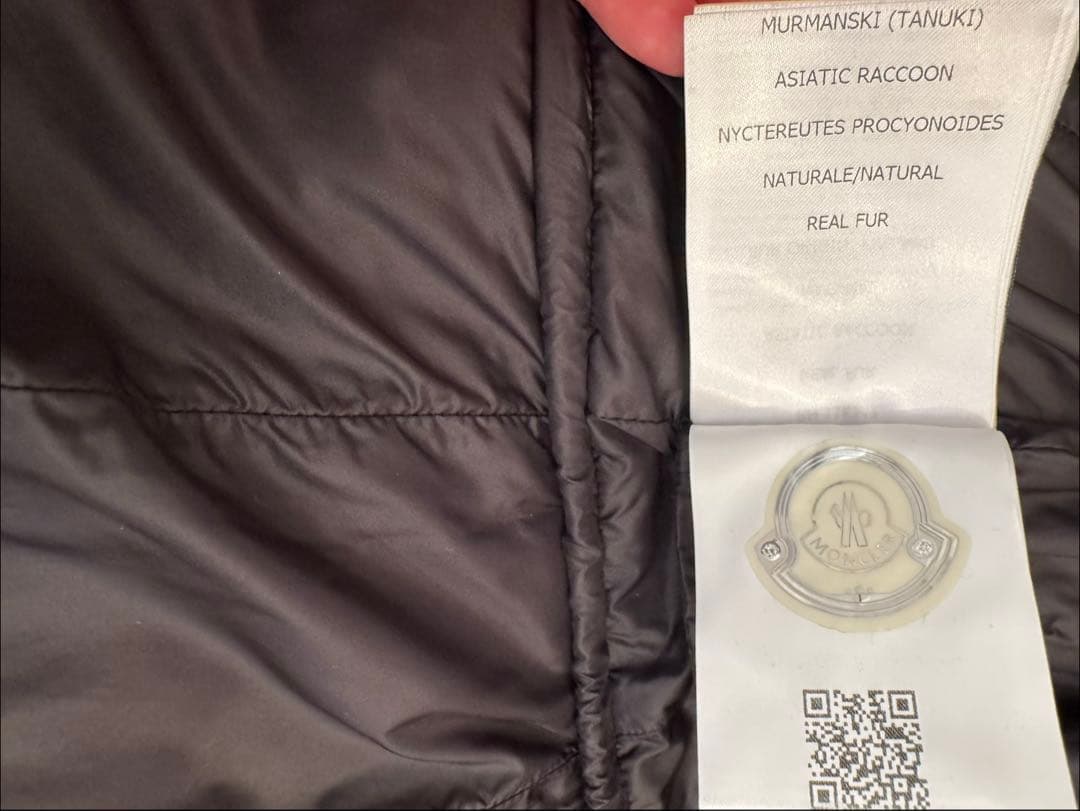 MURMANSKI (TANUKI)
ASIATIC RACCOON
NYCTEREUTES PROCYONOIDES
NATURALE/NATURAL
REAL FUR
MONCLER